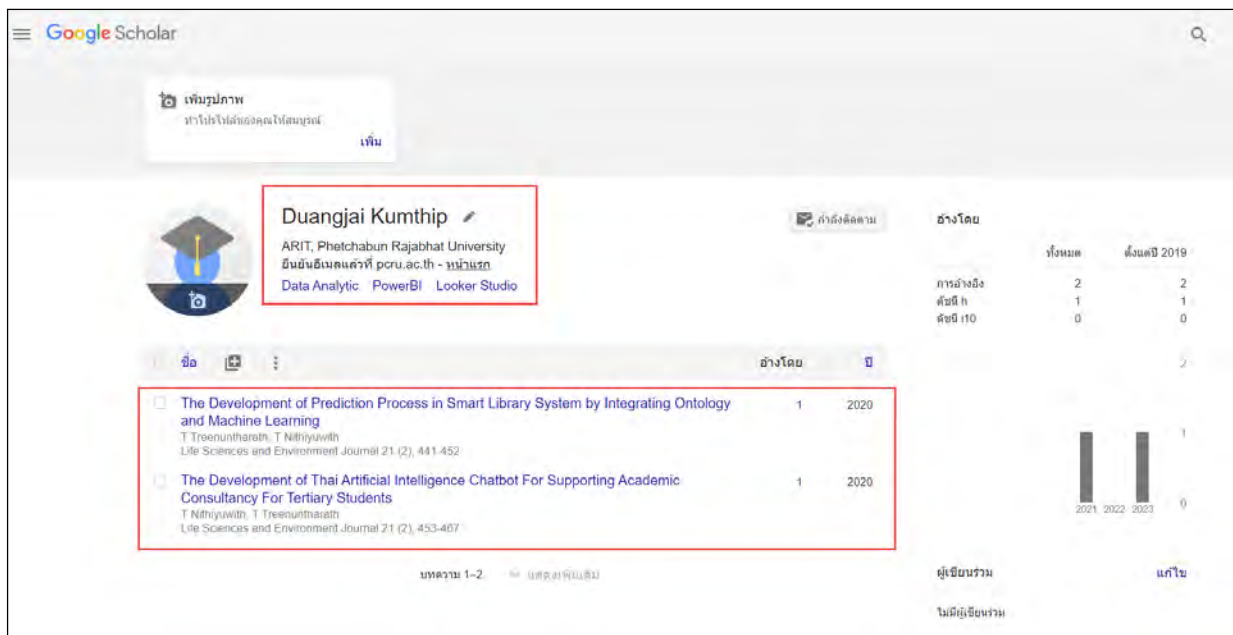 Google Scholar
เพิ่มรูปภาพ
ทำโปรไฟล์ของคุณให้สมบูรณ์
เพิ่ม
Duangjai Kumthip
ARIT, Phetchabun Rajabhat University
ยืนยันอีเมลแล้วที่ pcru.ac.th - หน้าแรก
Data Analytic PowerBI Looker Studio
กำลังติดตาม
ชื่อ อ้างโดย ปี
The Development of Prediction Process in Smart Library System by Integrating Ontology 1 2020
and Machine Learning
T Treenuntharath, T Nithiyuwith
Life Sciences and Environment Journal 21 (2), 441-452
The Development of Thai Artificial Intelligence Chatbot For Supporting Academic 1 2020
Consultancy For Tertiary Students
T Nithiyuwith, T Treenuntharath
Life Sciences and Environment Journal 21 (2), 453-467
บทความ 1–2 แสดงเพิ่มเติม
อ้างโดย
ทั้งหมด ตั้งแต่ปี 2019
การอ้างอิง 2 2
ดัชนี h 1 1
ดัชนี i10 0 0
2
1
0
2021 2022 2023
ผู้เขียนร่วม แก้ไข
ไม่มีผู้เขียนร่วม